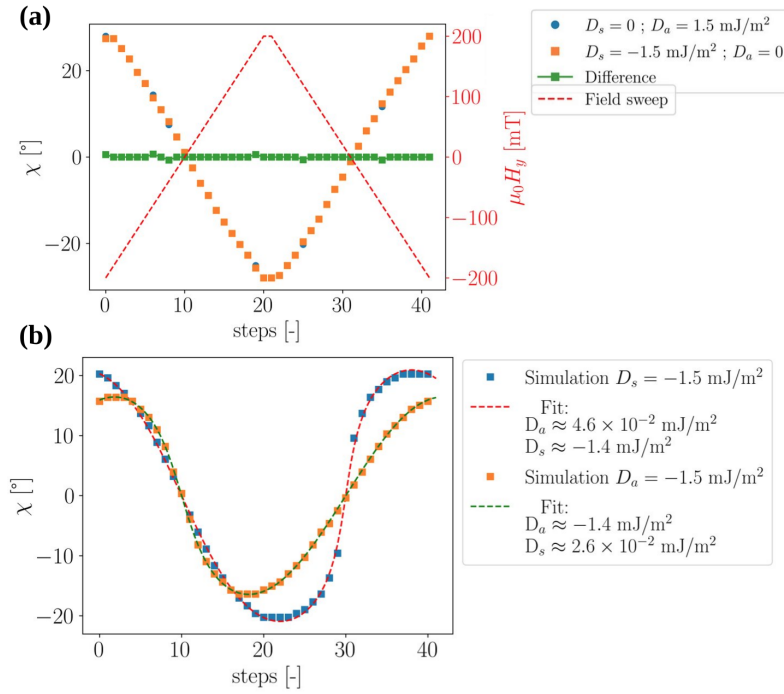 (a)
20
0
−20
χ [°]
200
100
0
−100
−200
μ₀H_y [mT]
0
10
20
30
40
steps [-]
D_s = 0 ; D_a = 1.5 mJ/m²
D_s = −1.5 mJ/m² ; D_a = 0
Difference
Field sweep
(b)
20
10
0
−10
−20
χ [°]
0
10
20
30
40
steps [-]
Simulation D_s = −1.5 mJ/m²
Fit:
D_a ≈ 4.6 × 10⁻² mJ/m²
D_s ≈ −1.4 mJ/m²
Simulation D_a = −1.5 mJ/m²
Fit:
D_a ≈ −1.4 mJ/m²
D_s ≈ 2.6 × 10⁻² mJ/m²